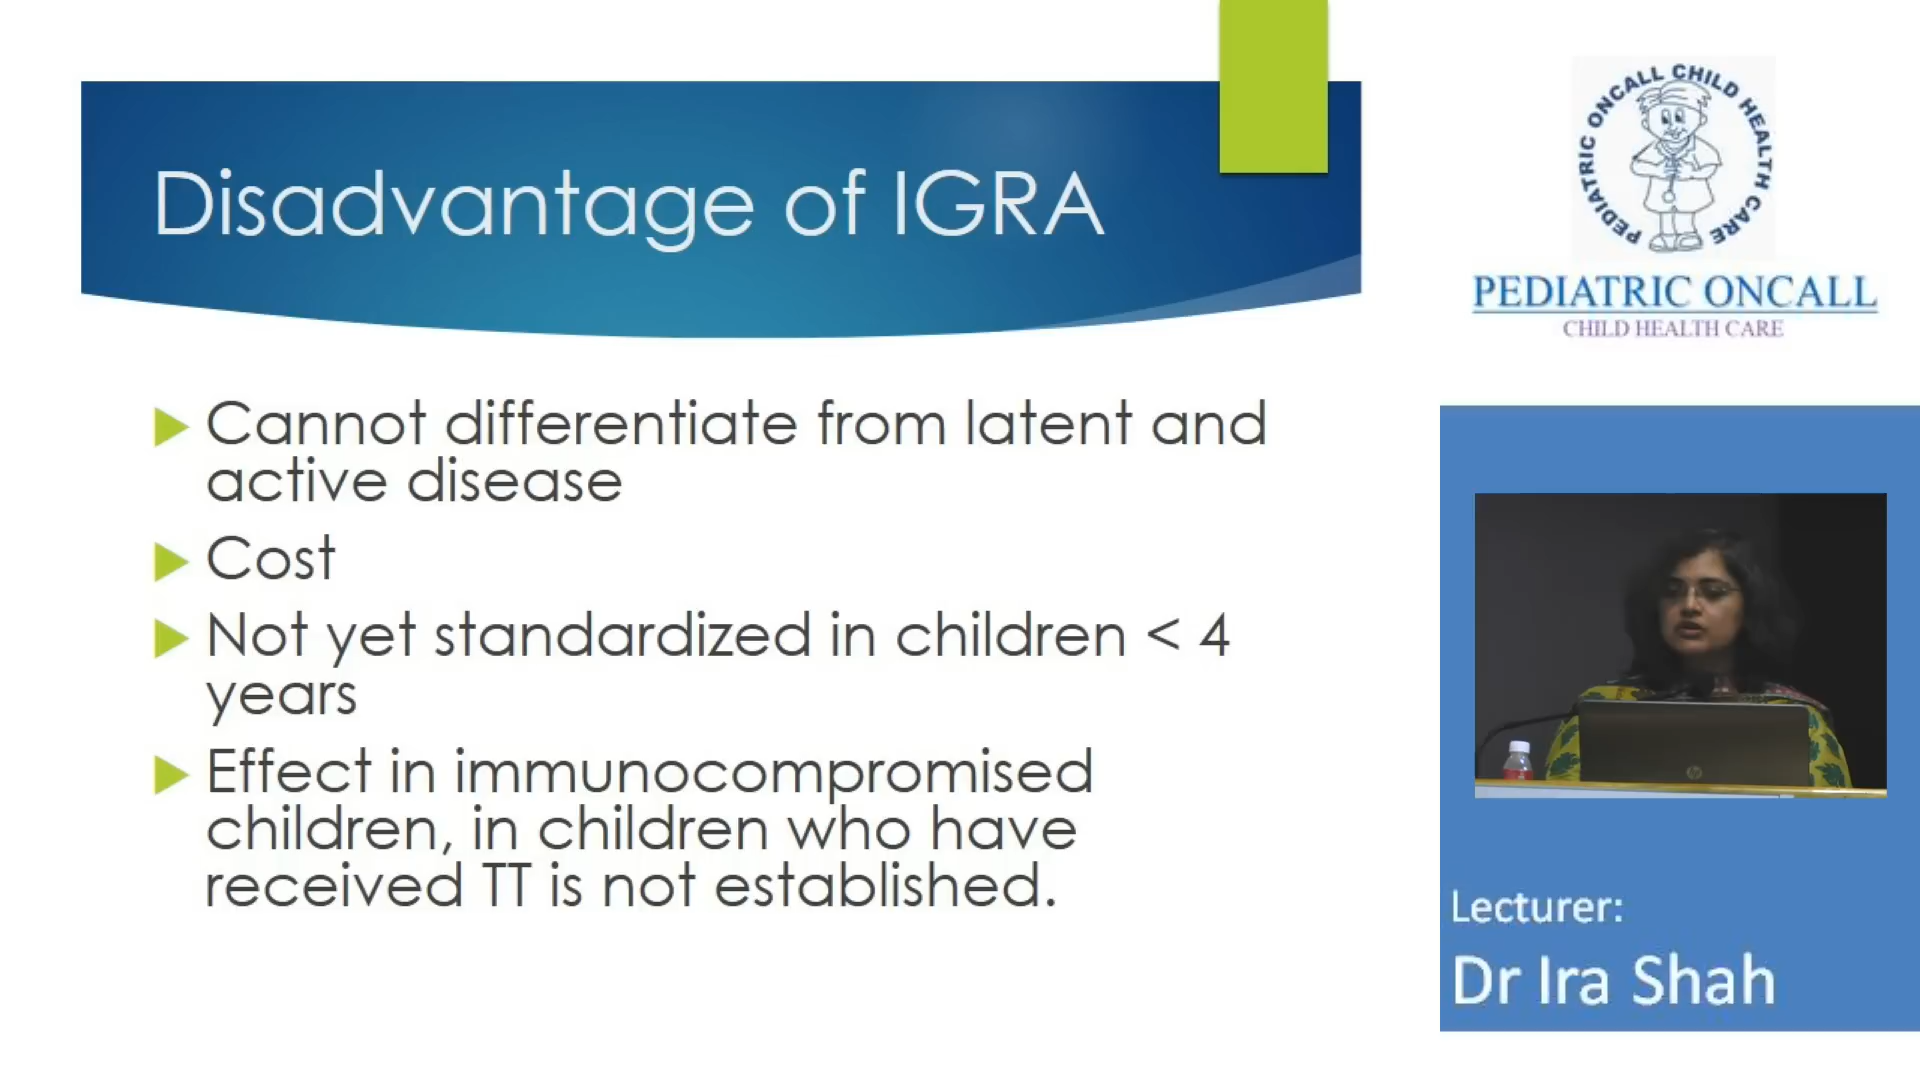 Disadvantage of IGRA
Cannot differentiate from latent and
active disease
Cost
Not yet standardized in children < 4
years
Effect in immunocompromised
children, in children who have
received TT is not established.
PEDIATRIC ONCALL CHILD HEALTH CARE
PEDIATRIC ONCALL
CHILD HEALTH CARE
hp
Lecturer:
Dr Ira Shah